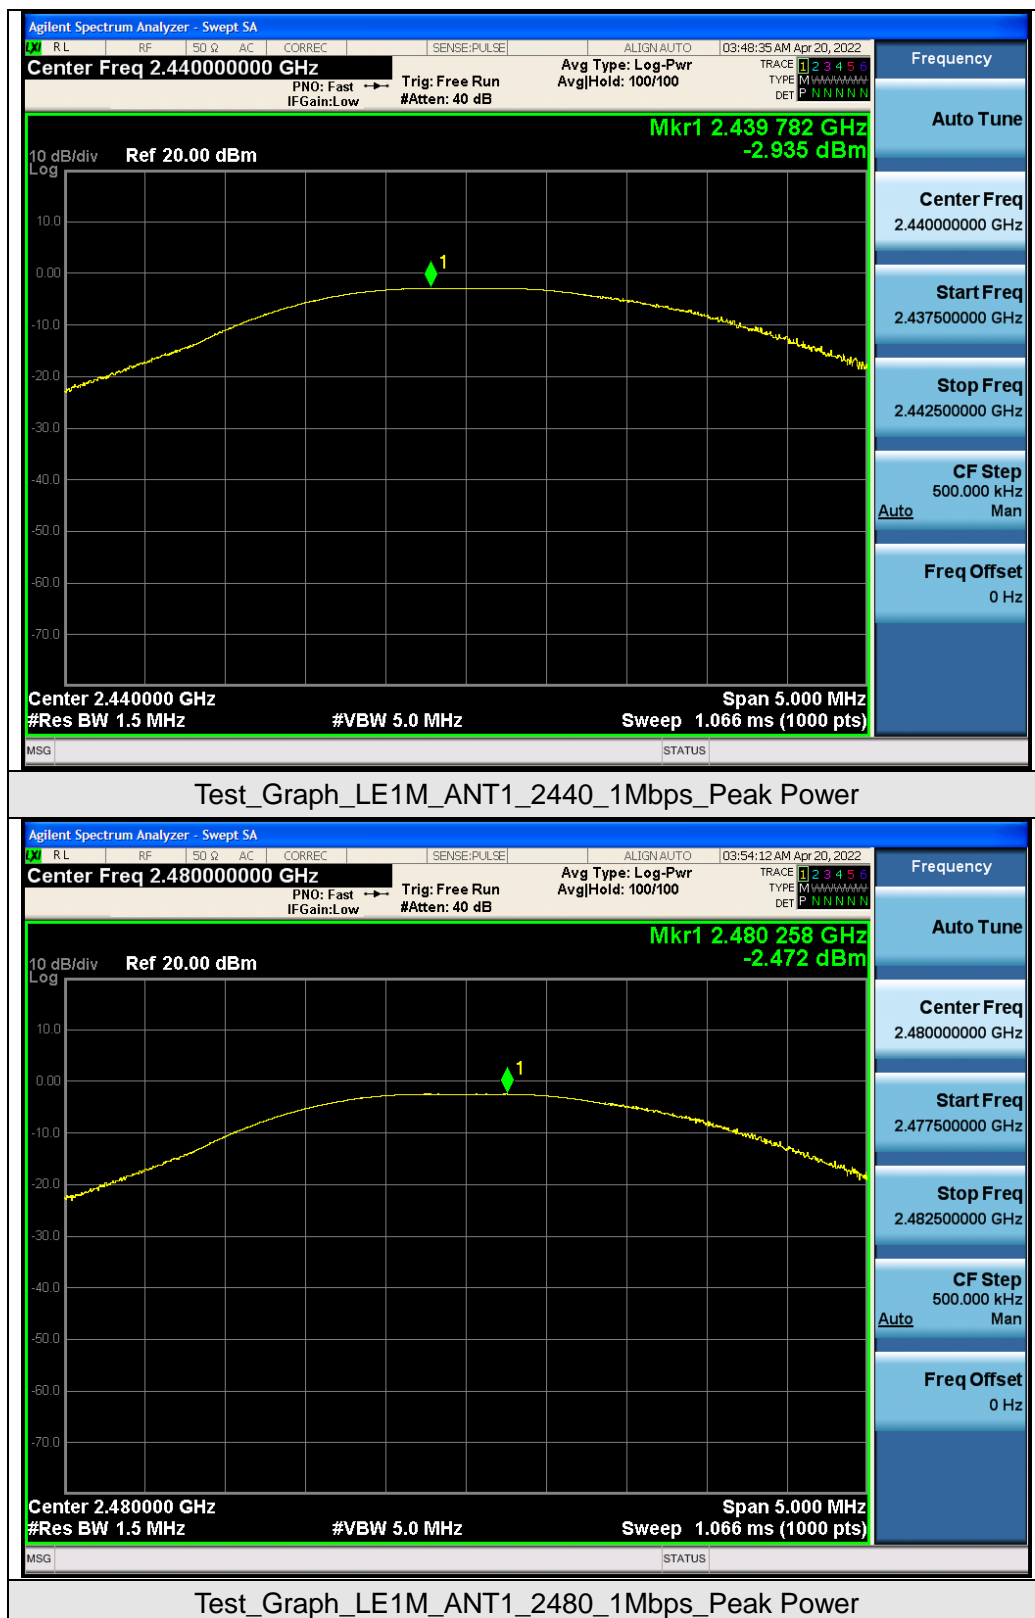 Agilent Spectrum Analyzer - Swept SA
LXI RL RF 50 Ω AC CORREC SENSE:PULSE ALIGN AUTO 03:48:35 AM Apr 20, 2022
Center Freq 2.440000000 GHz
PNO: Fast
IFGain:Low
Trig: Free Run
#Atten: 40 dB
Avg Type: Log-Pwr
Avg|Hold: 100/100
TRACE 1 2 3 4 5 6
TYPE M W W W W W
DET P N N N N N
Mkr1 2.439 782 GHz
-2.935 dBm
10 dB/div Ref 20.00 dBm
Log
10.0
0.00
-10.0
-20.0
-30.0
-40.0
-50.0
-60.0
-70.0
1
Center 2.440000 GHz Span 5.000 MHz
#Res BW 1.5 MHz #VBW 5.0 MHz Sweep 1.066 ms (1000 pts)
MSG STATUS
Frequency
Auto Tune
Center Freq
2.440000000 GHz
Start Freq
2.437500000 GHz
Stop Freq
2.442500000 GHz
CF Step
500.000 kHz
Auto Man
Freq Offset
0 Hz
Test_Graph_LE1M_ANT1_2440_1Mbps_Peak Power
Agilent Spectrum Analyzer - Swept SA
LXI RL RF 50 Ω AC CORREC SENSE:PULSE ALIGN AUTO 03:54:12 AM Apr 20, 2022
Center Freq 2.480000000 GHz
PNO: Fast
IFGain:Low
Trig: Free Run
#Atten: 40 dB
Avg Type: Log-Pwr
Avg|Hold: 100/100
TRACE 1 2 3 4 5 6
TYPE M W W W W W
DET P N N N N N
Mkr1 2.480 258 GHz
-2.472 dBm
10 dB/div Ref 20.00 dBm
Log
10.0
0.00
-10.0
-20.0
-30.0
-40.0
-50.0
-60.0
-70.0
1
Center 2.480000 GHz Span 5.000 MHz
#Res BW 1.5 MHz #VBW 5.0 MHz Sweep 1.066 ms (1000 pts)
MSG STATUS
Frequency
Auto Tune
Center Freq
2.480000000 GHz
Start Freq
2.477500000 GHz
Stop Freq
2.482500000 GHz
CF Step
500.000 kHz
Auto Man
Freq Offset
0 Hz
Test_Graph_LE1M_ANT1_2480_1Mbps_Peak Power